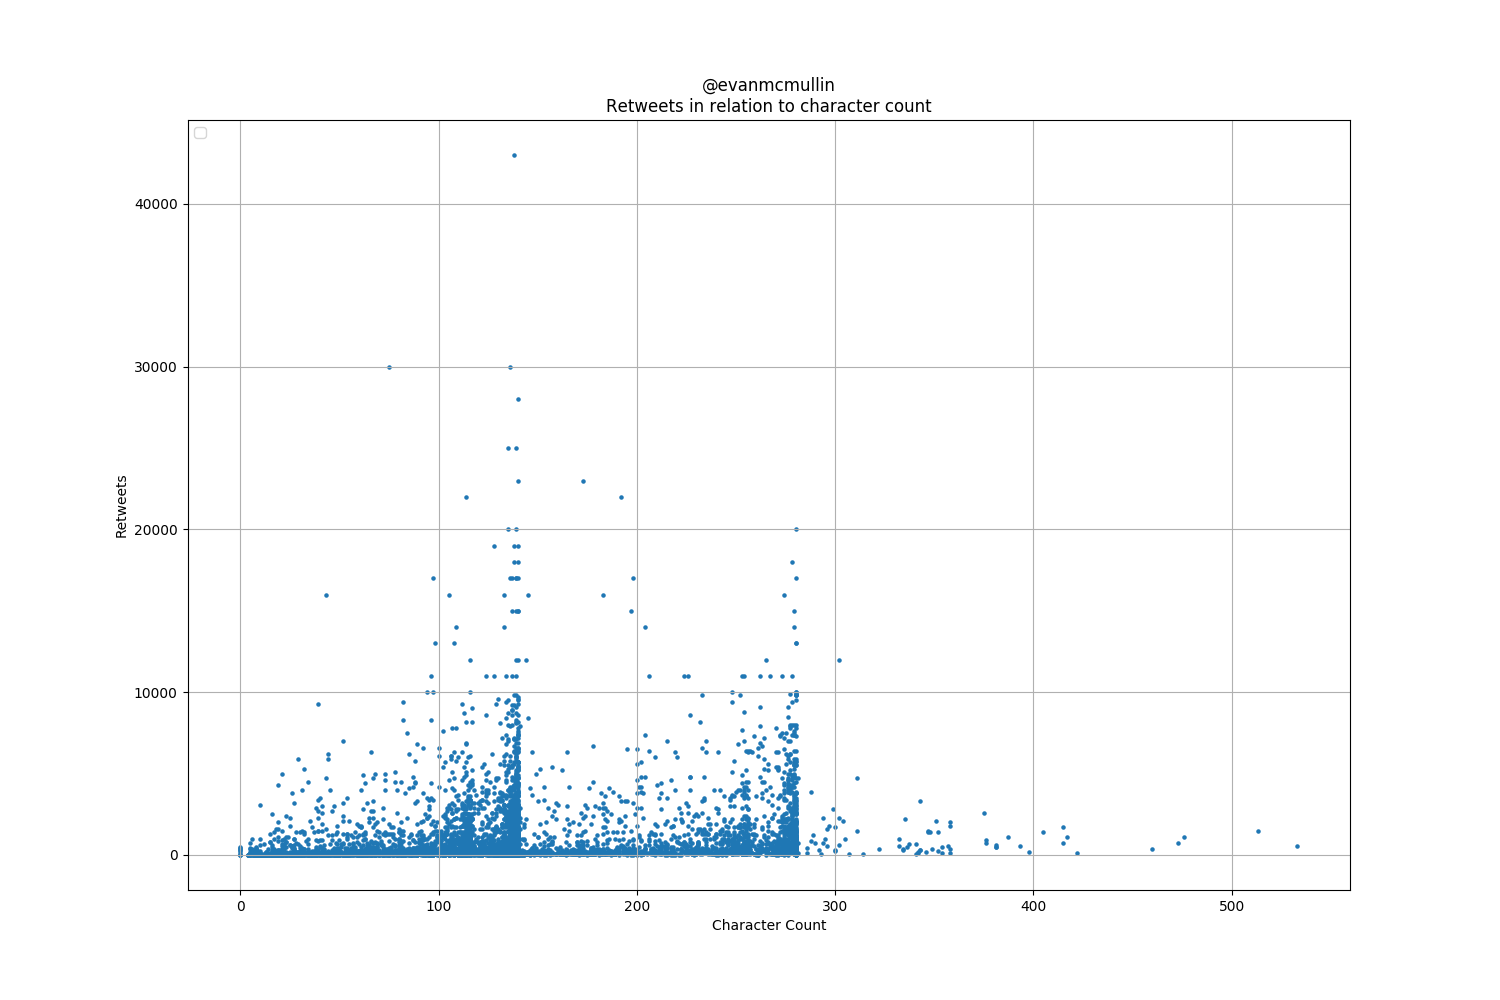 @evanmcmullin
Retweets in relation to character count
40000
30000
20000
10000
0
Retweets
0 100 200 300 400 500
Character Count